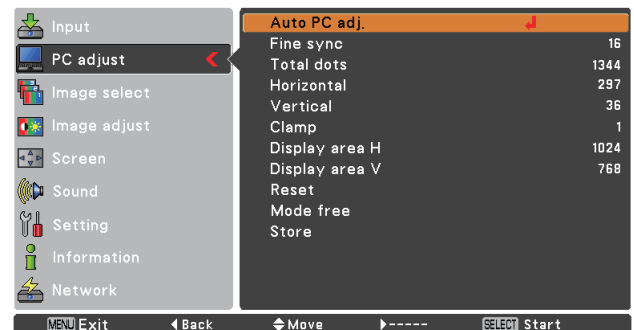 Input
PC adjust
Image select
Image adjust
Screen
Sound
Setting
Information
Network
Auto PC adj.
Fine sync 16
Total dots 1344
Horizontal 297
Vertical 36
Clamp 1
Display area H 1024
Display area V 768
Reset
Mode free
Store
MENU Exit ◀Back ◆Move ▶----- SELECT Start